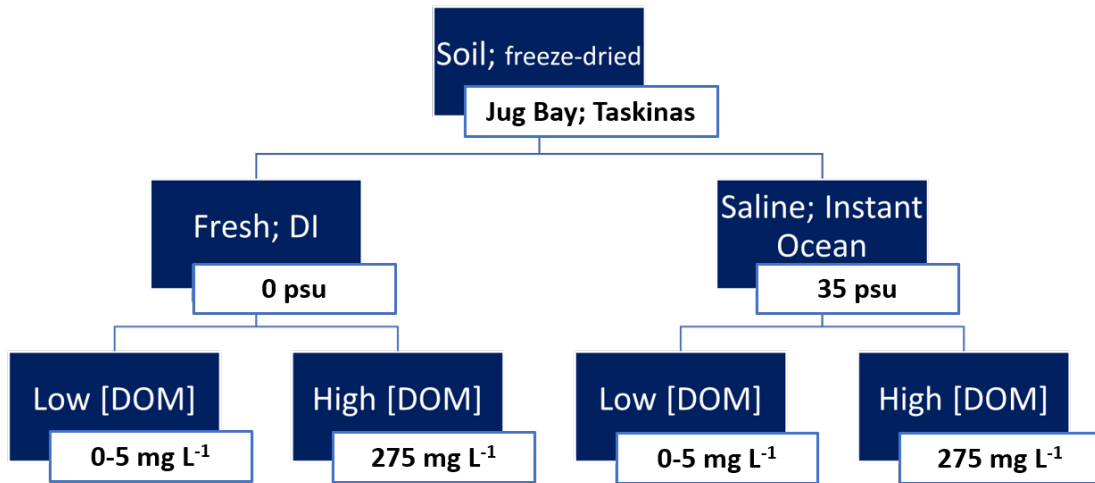 Soil; freeze-dried
Jug Bay; Taskinas
Fresh; DI
0 psu
Saline; Instant
Ocean
35 psu
Low [DOM]
0-5 mg L⁻¹
High [DOM]
275 mg L⁻¹
Low [DOM]
0-5 mg L⁻¹
High [DOM]
275 mg L⁻¹